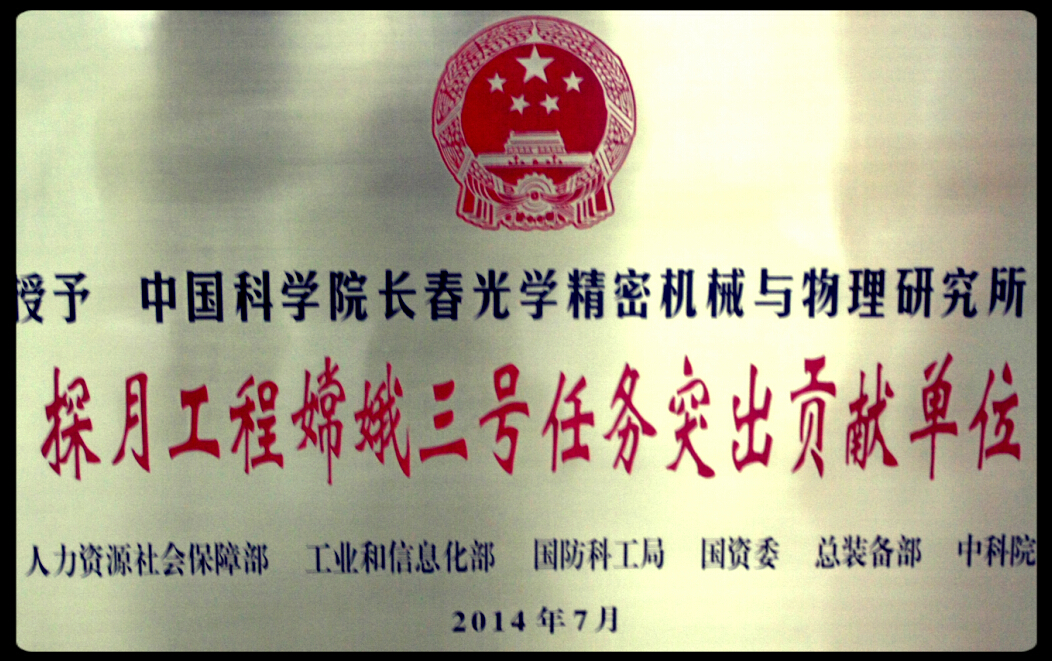 授予 中国科学院长春光学精密机械与物理研究所
探月工程嫦娥三号任务突出贡献单位
人力资源社会保障部 工业和信息化部 国防科工局 国资委 总装备部 中科院
2014年7月